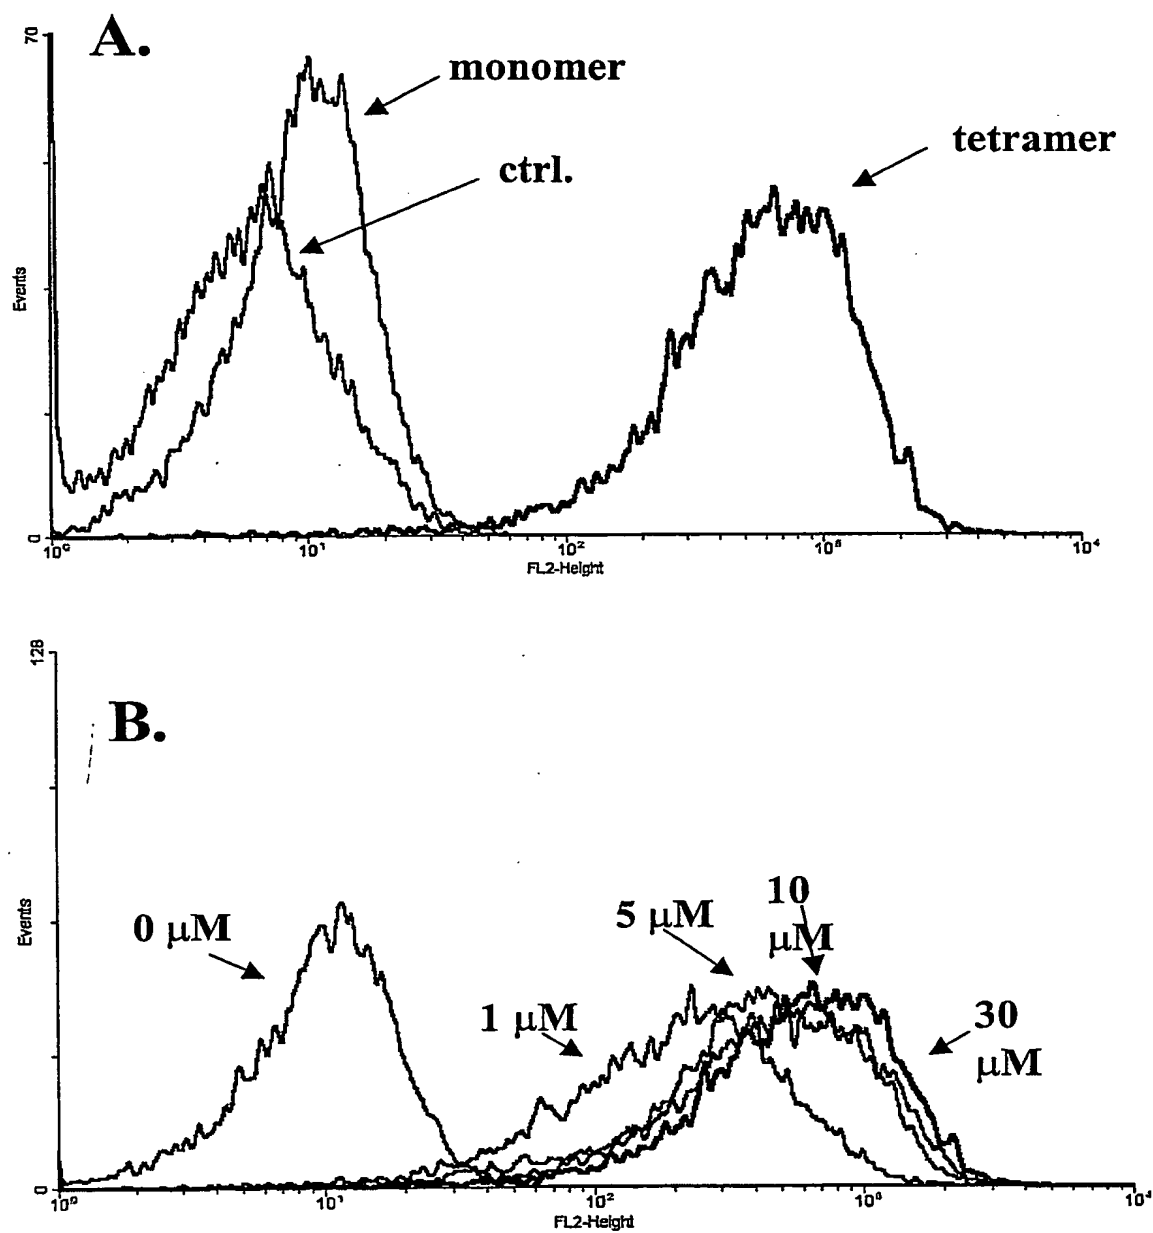 70
A.
monomer
tetramer
ctrl.
Events
0
10⁰ 10¹ 10² 10³ 10⁴
FL2-Height
128
B.
10
μM
5 μM
0 μM
Events
1 μM
30
μM
0
10⁰ 10¹ 10² 10³ 10⁴
FL2-Height